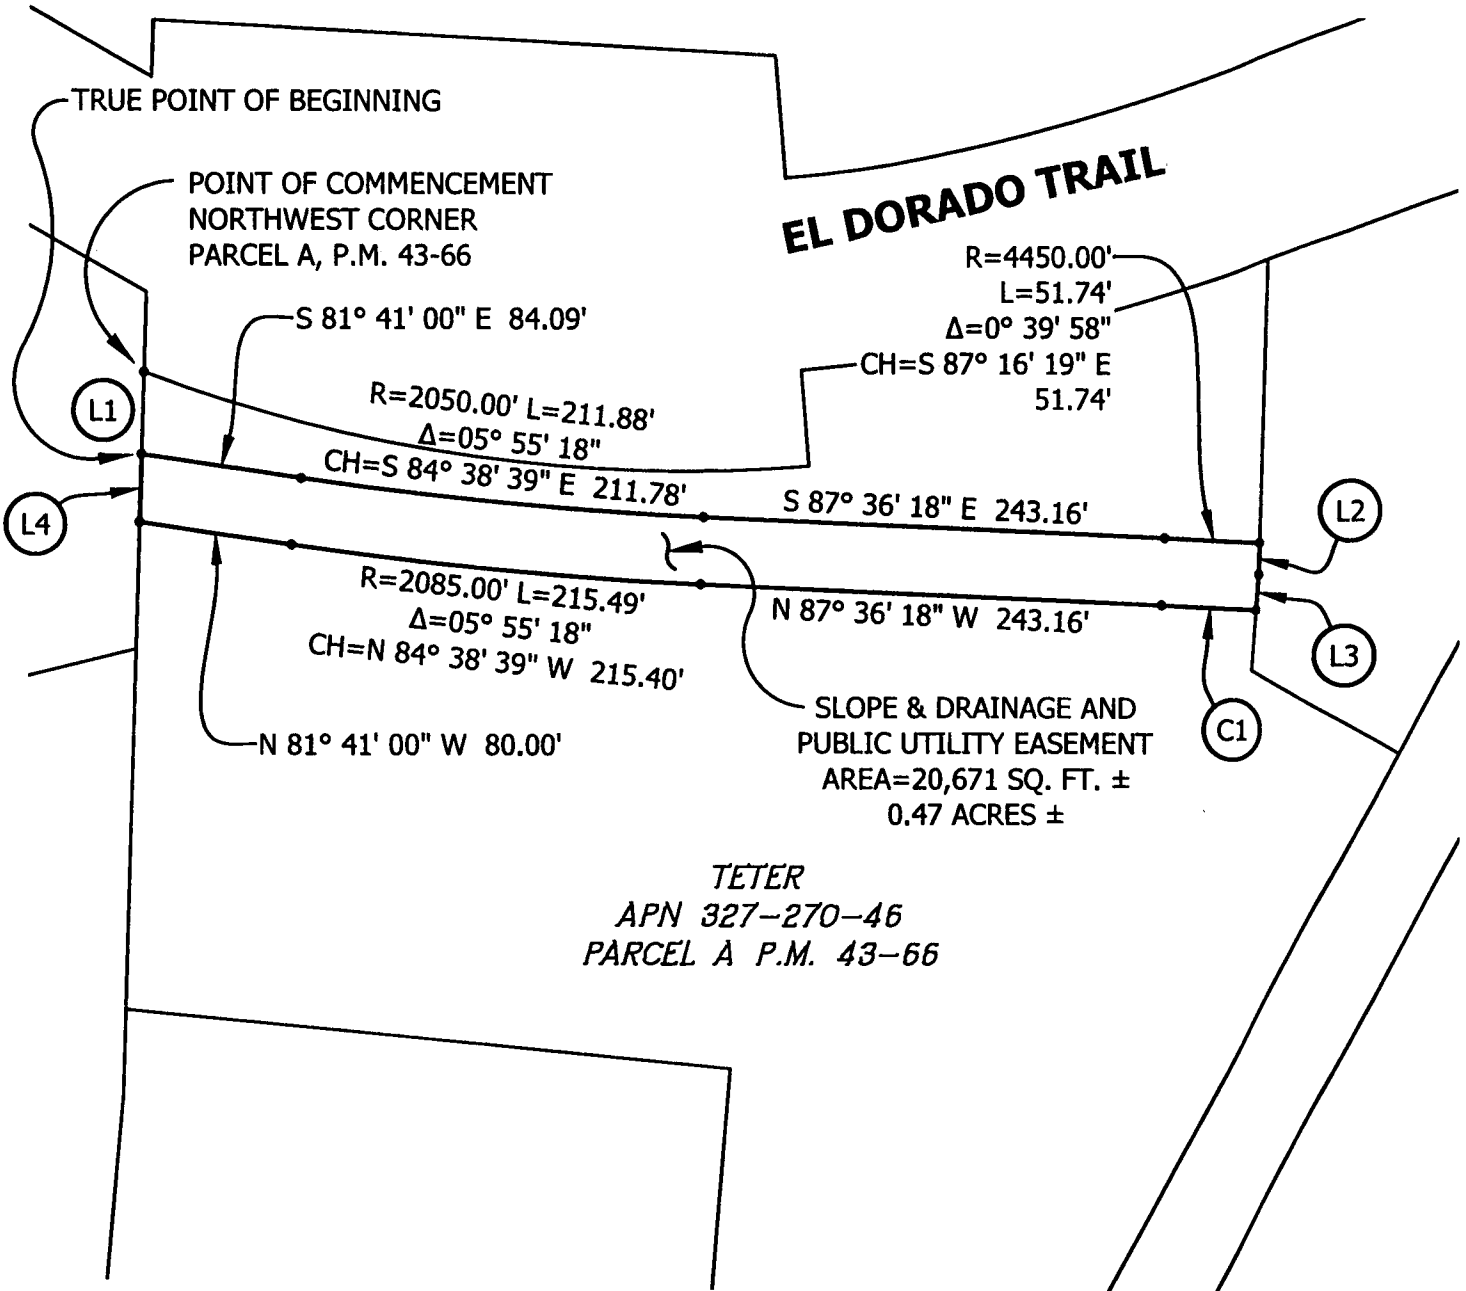 TRUE POINT OF BEGINNING
POINT OF COMMENCEMENT
NORTHWEST CORNER
PARCEL A, P.M. 43-66
EL DORADO TRAIL
R=4450.00'
L=51.74'
Δ=0° 39' 58"
CH=S 87° 16' 19" E
51.74'
S 81° 41' 00" E 84.09'
L1
R=2050.00' L=211.88'
Δ=05° 55' 18"
CH=S 84° 38' 39" E 211.78'
S 87° 36' 18" E 243.16'
L2
L4
R=2085.00' L=215.49'
Δ=05° 55' 18"
CH=N 84° 38' 39" W 215.40'
N 87° 36' 18" W 243.16'
L3
N 81° 41' 00" W 80.00'
SLOPE & DRAINAGE AND
PUBLIC UTILITY EASEMENT
AREA=20,671 SQ. FT. ±
0.47 ACRES ±
C1
TETER
APN 327-270-46
PARCEL A P.M. 43-66